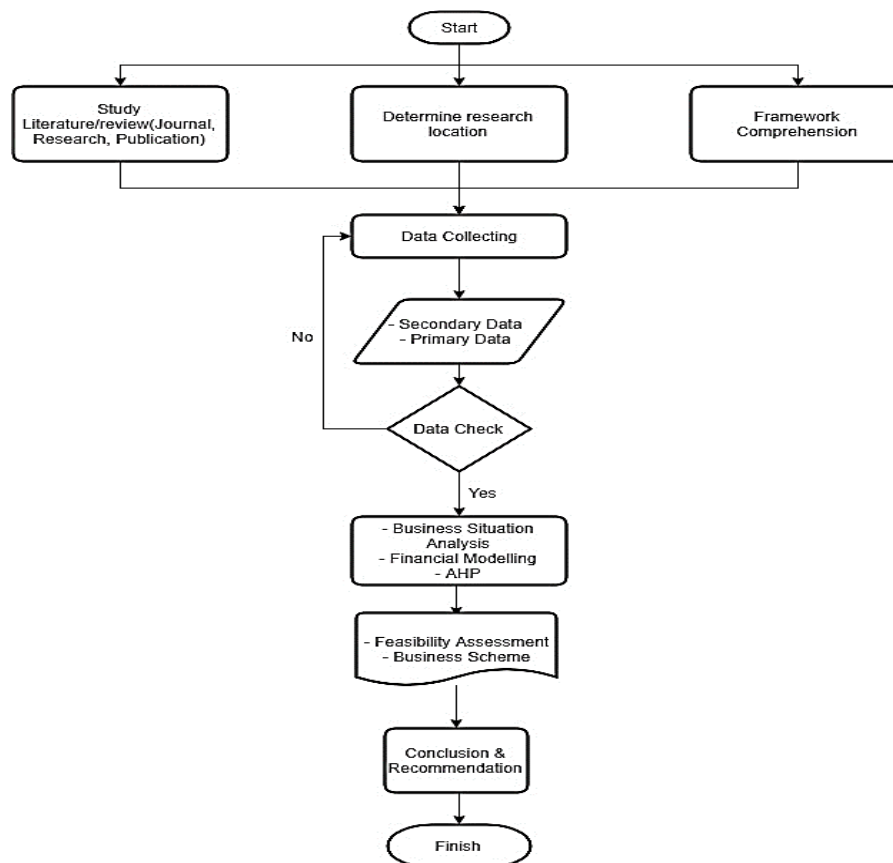 Start
Study
Literature/review(Journal,
Research, Publication)
Determine research
location
Framework
Comprehension
Data Collecting
- Secondary Data
- Primary Data
No
Data Check
Yes
- Business Situation
Analysis
- Financial Modelling
- AHP
- Feasibility Assessment
- Business Scheme
Conclusion &
Recommendation
Finish